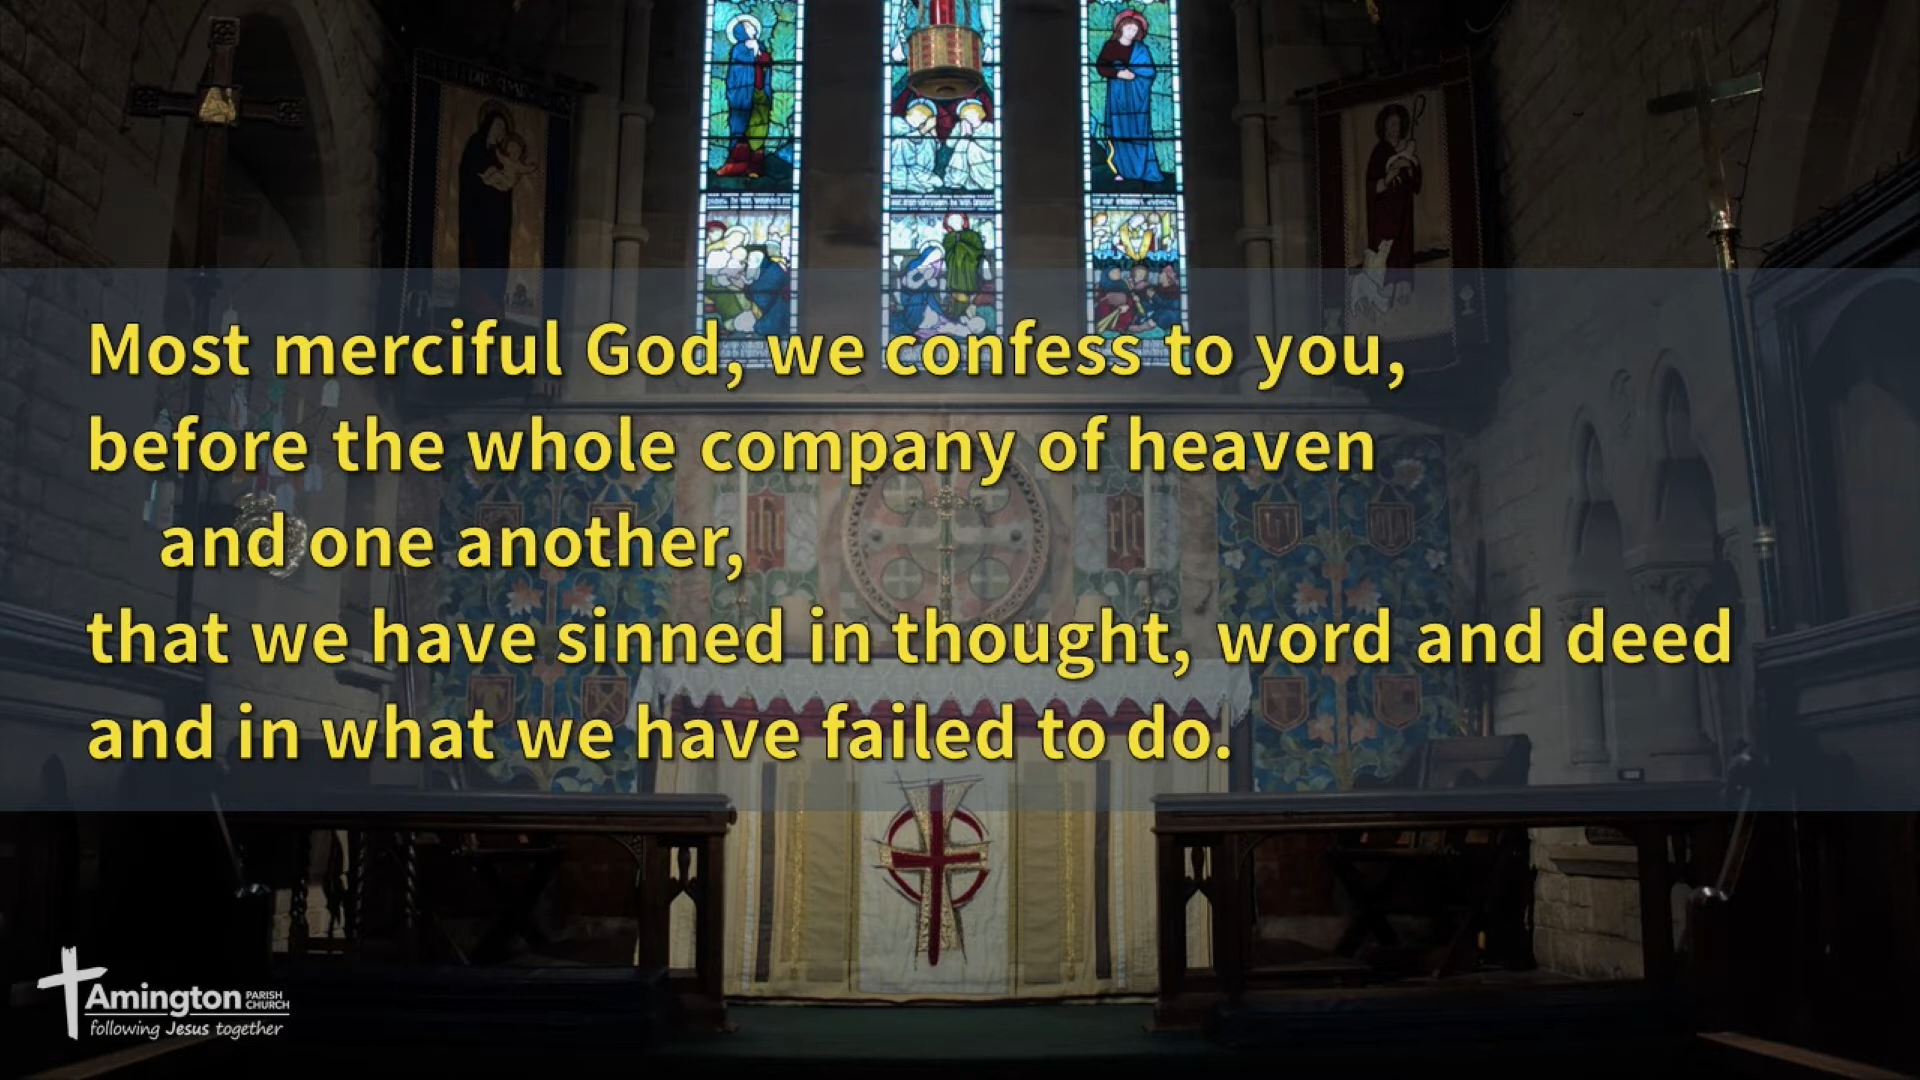 Most merciful God, we confess to you,
before the whole company of heaven
and one another,
that we have sinned in thought, word and deed
and in what we have failed to do.
Amington PARISH CHURCH
following Jesus together